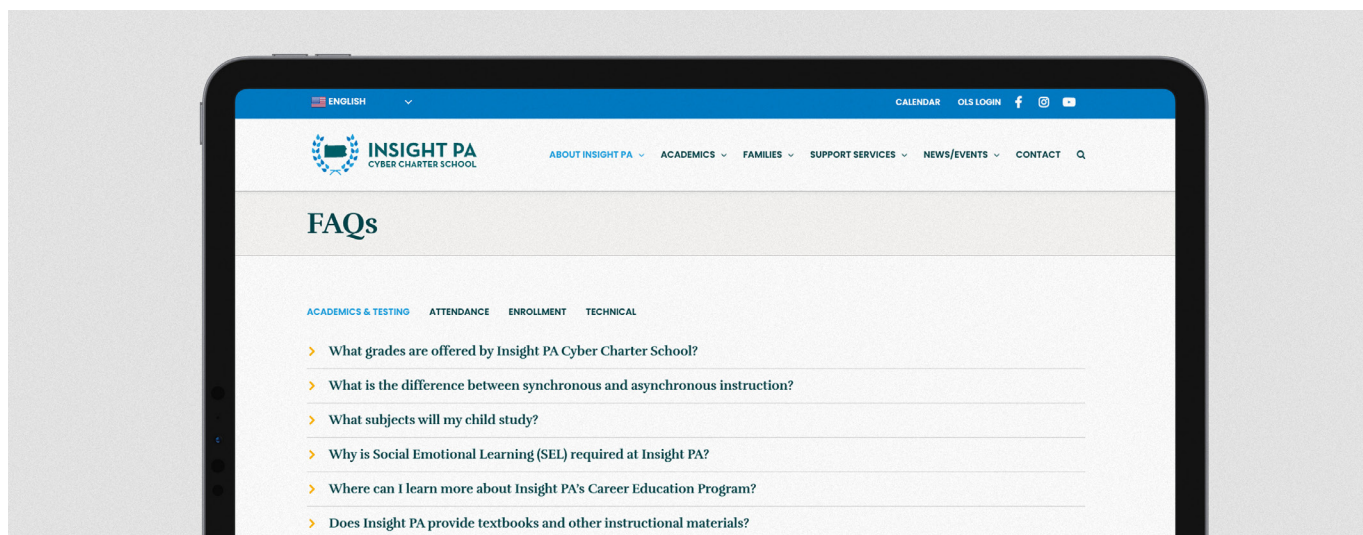 ENGLISH
CALENDAR OLS LOGIN
INSIGHT PA
CYBER CHARTER SCHOOL
ABOUT INSIGHT PA ACADEMICS FAMILIES SUPPORT SERVICES NEWS/EVENTS CONTACT
FAQs
ACADEMICS & TESTING ATTENDANCE ENROLLMENT TECHNICAL
What grades are offered by Insight PA Cyber Charter School?
What is the difference between synchronous and asynchronous instruction?
What subjects will my child study?
Why is Social Emotional Learning (SEL) required at Insight PA?
Where can I learn more about Insight PA's Career Education Program?
Does Insight PA provide textbooks and other instructional materials?